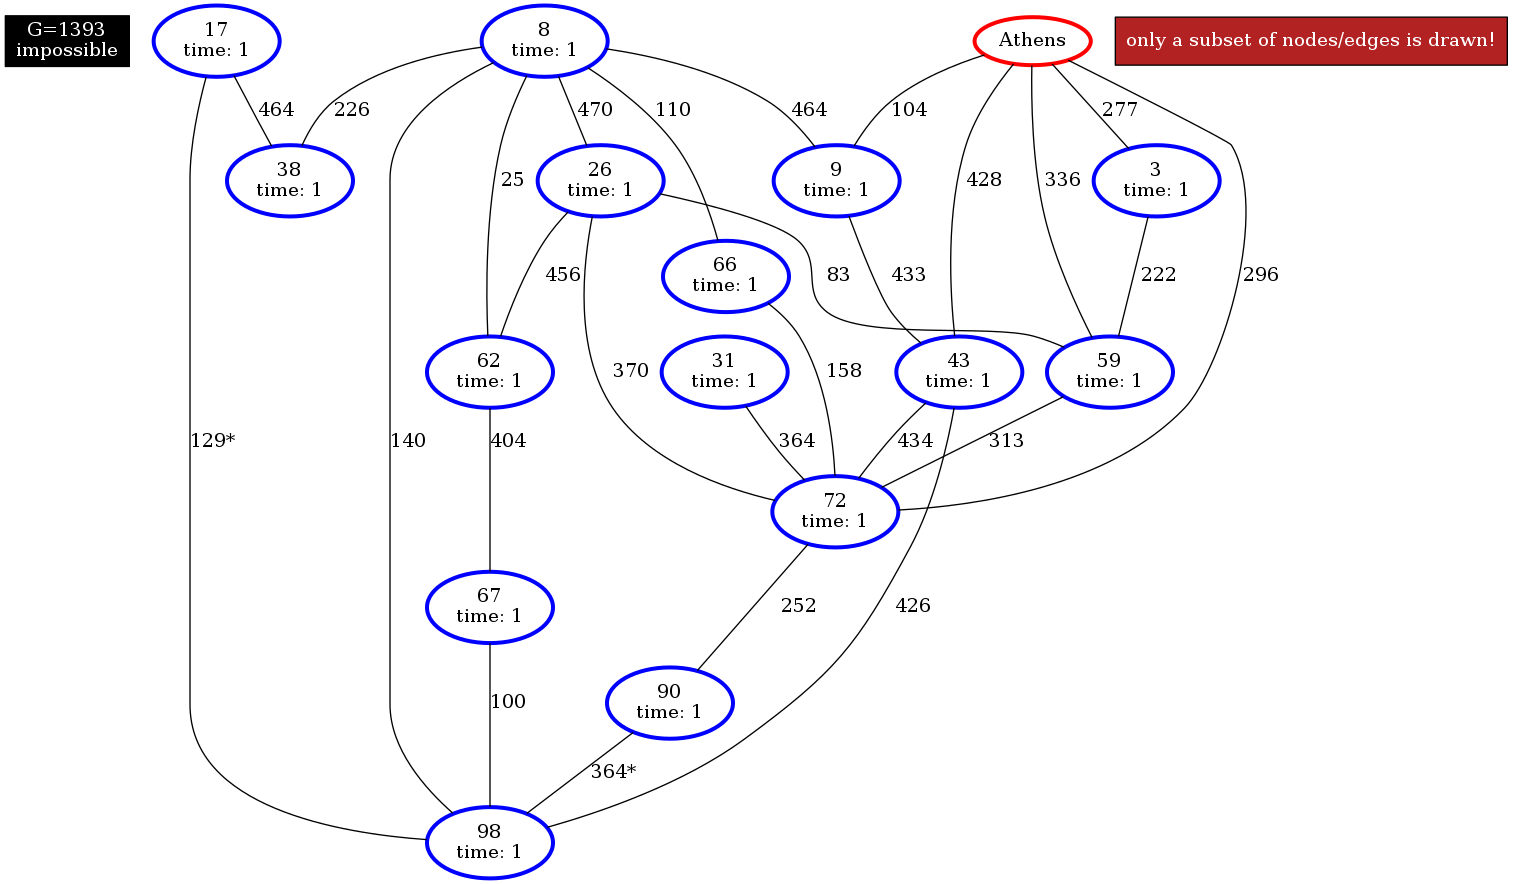 G=1393
impossible
17
time: 1
8
time: 1
Athens
only a subset of nodes/edges is drawn!
464
226
470
110
464
104
277
38
time: 1
25
26
time: 1
9
time: 1
428
336
3
time: 1
456
66
time: 1
83
433
222
296
62
time: 1
370
31
time: 1
158
43
time: 1
59
time: 1
129*
140
404
364
434
313
72
time: 1
67
time: 1
252
426
100
90
time: 1
364*
98
time: 1